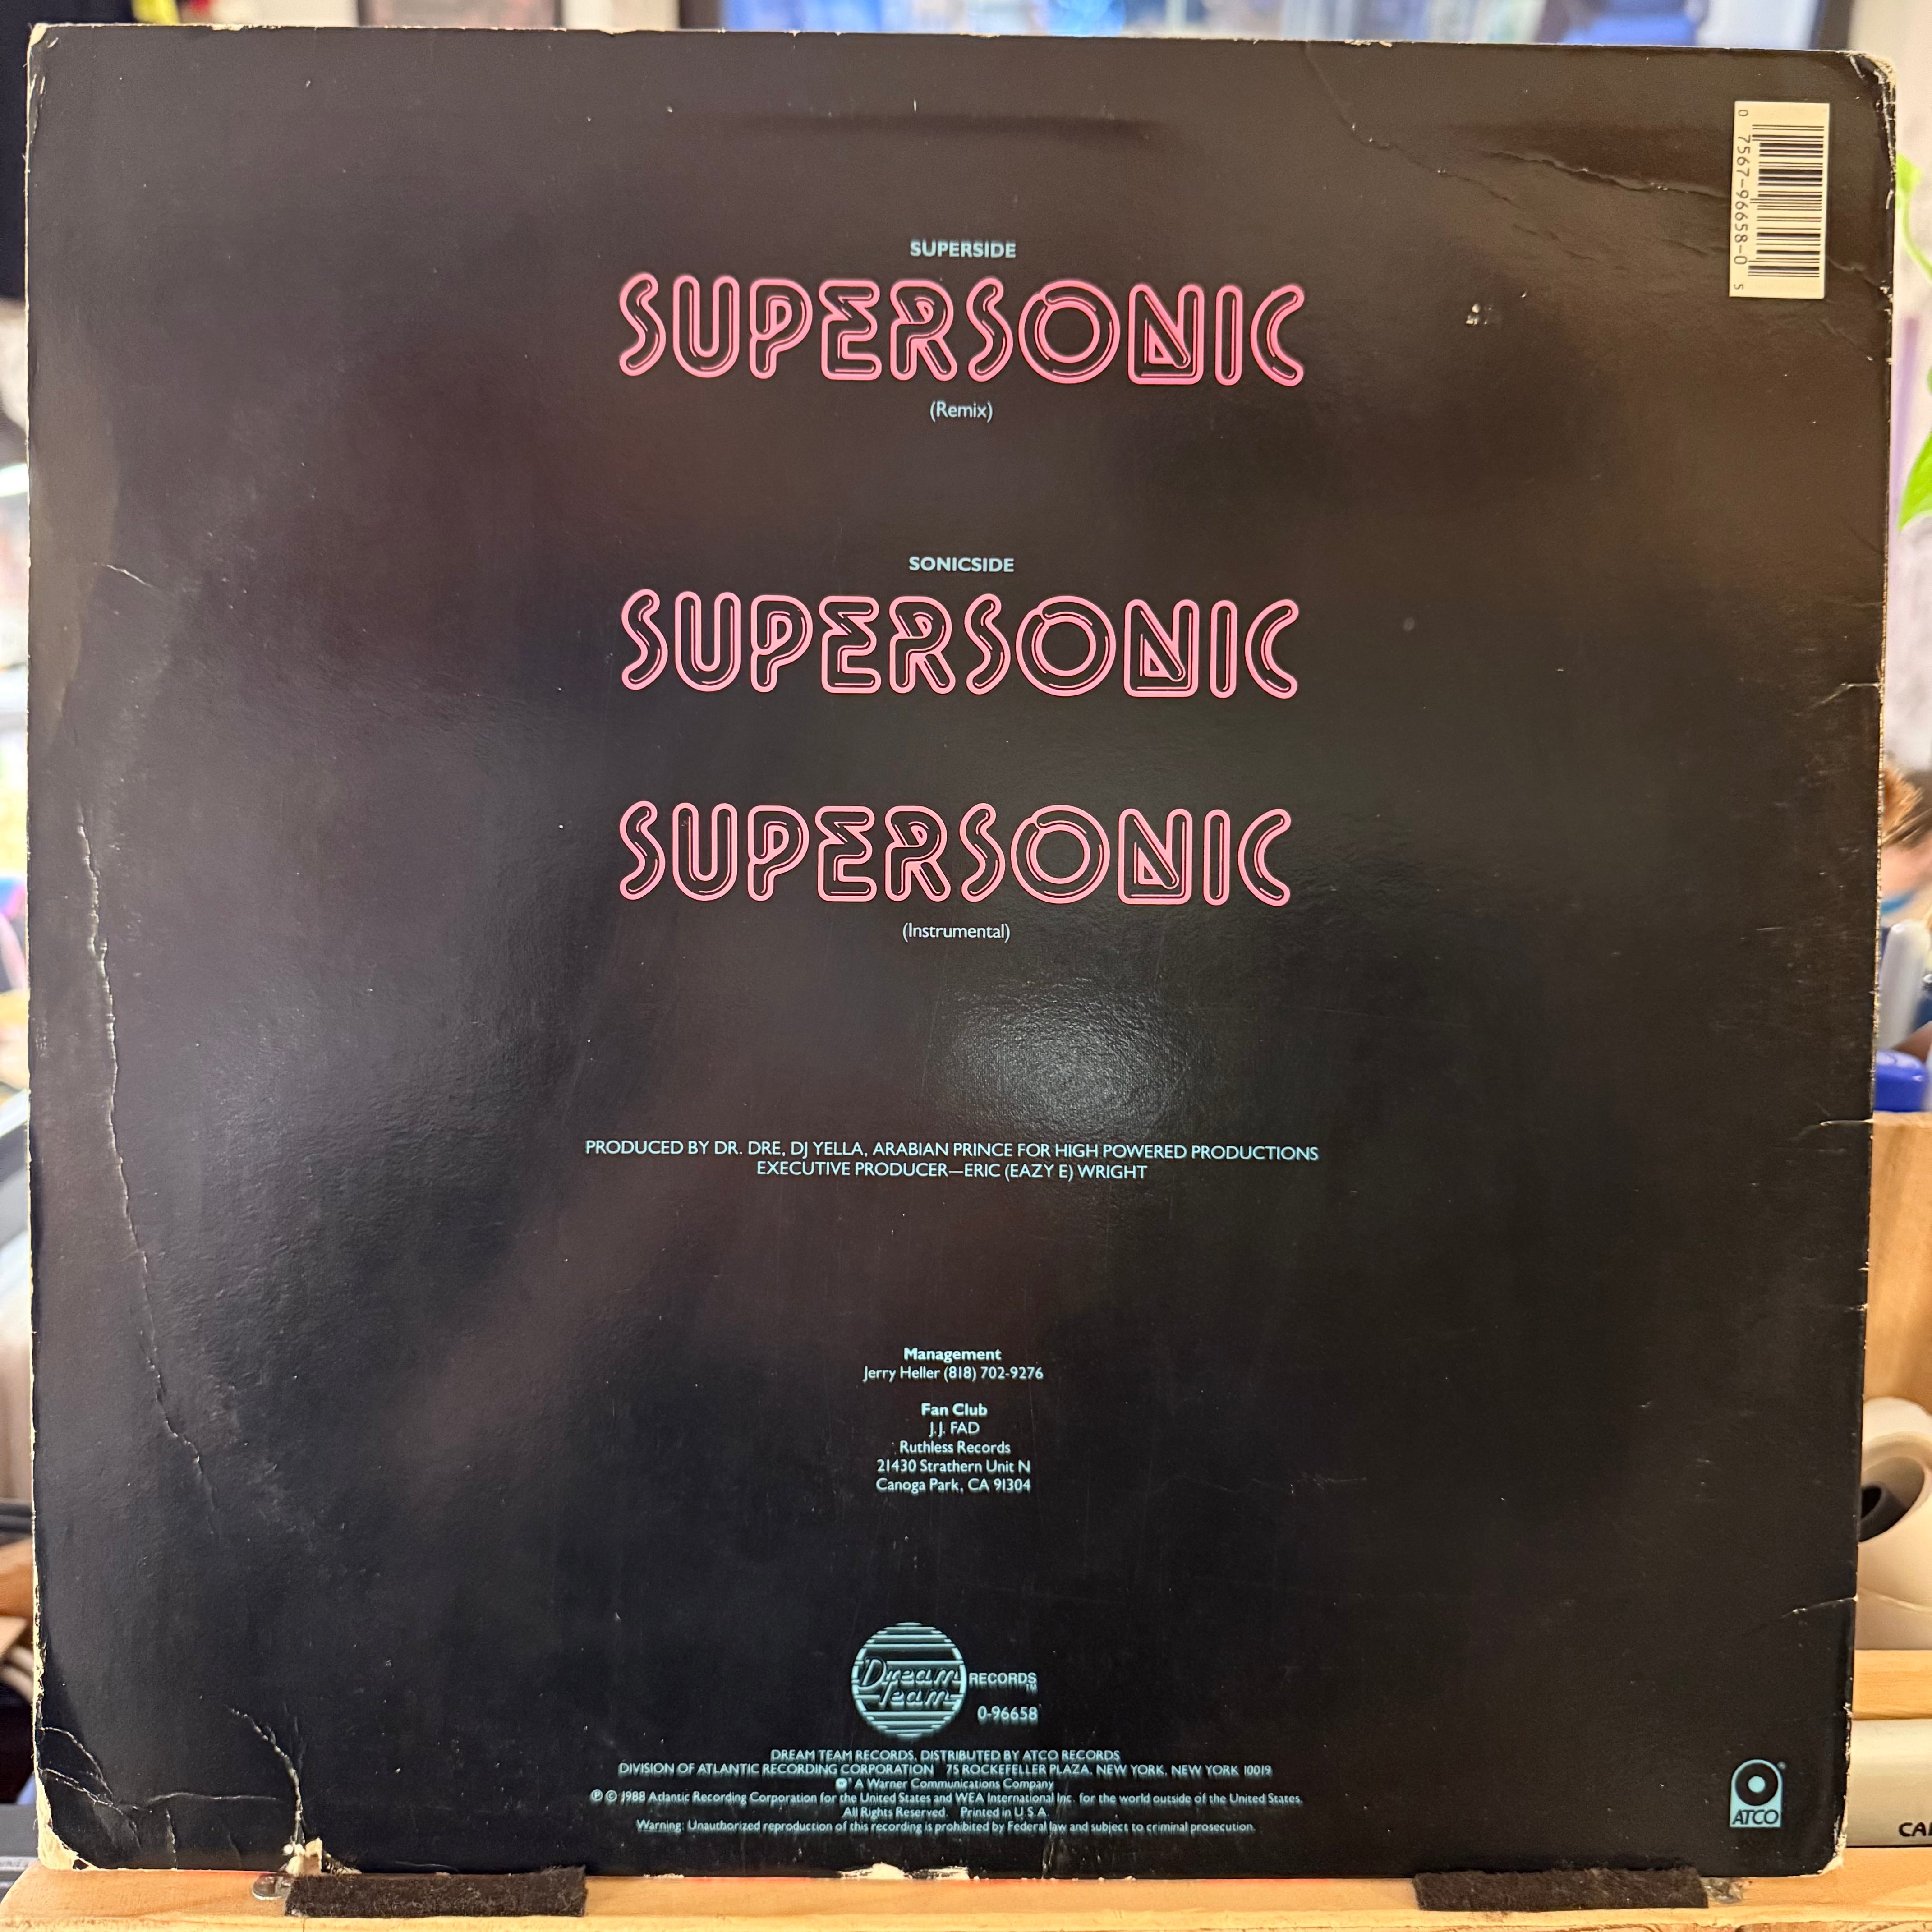 0 7567-96658-0 5
SUPERSIDE
SUPERSONIC
(Remix)
SONICSIDE
SUPERSONIC
SUPERSONIC
(Instrumental)
PRODUCED BY DR. DRE, DJ YELLA, ARABIAN PRINCE FOR HIGH POWERED PRODUCTIONS
EXECUTIVE PRODUCER—ERIC (EAZY E) WRIGHT
Management
Jerry Heller (818) 702-9276
Fan Club
J.J. FAD
Ruthless Records
21430 Strathern Unit N
Canoga Park, CA 91304
Dream Team RECORDS TM
0-96658
DREAM TEAM RECORDS. DISTRIBUTED BY ATCO RECORDS
DIVISION OF ATLANTIC RECORDING CORPORATION 75 ROCKEFELLER PLAZA. NEW YORK. NEW YORK 10019
A Warner Communications Company
℗ © 1988 Atlantic Recording Corporation for the United States and WEA International Inc. for the world outside of the United States.
All Rights Reserved. Printed in U.S.A.
Warning: Unauthorized reproduction of this recording is prohibited by Federal law and subject to criminal prosecution.
ATCO®